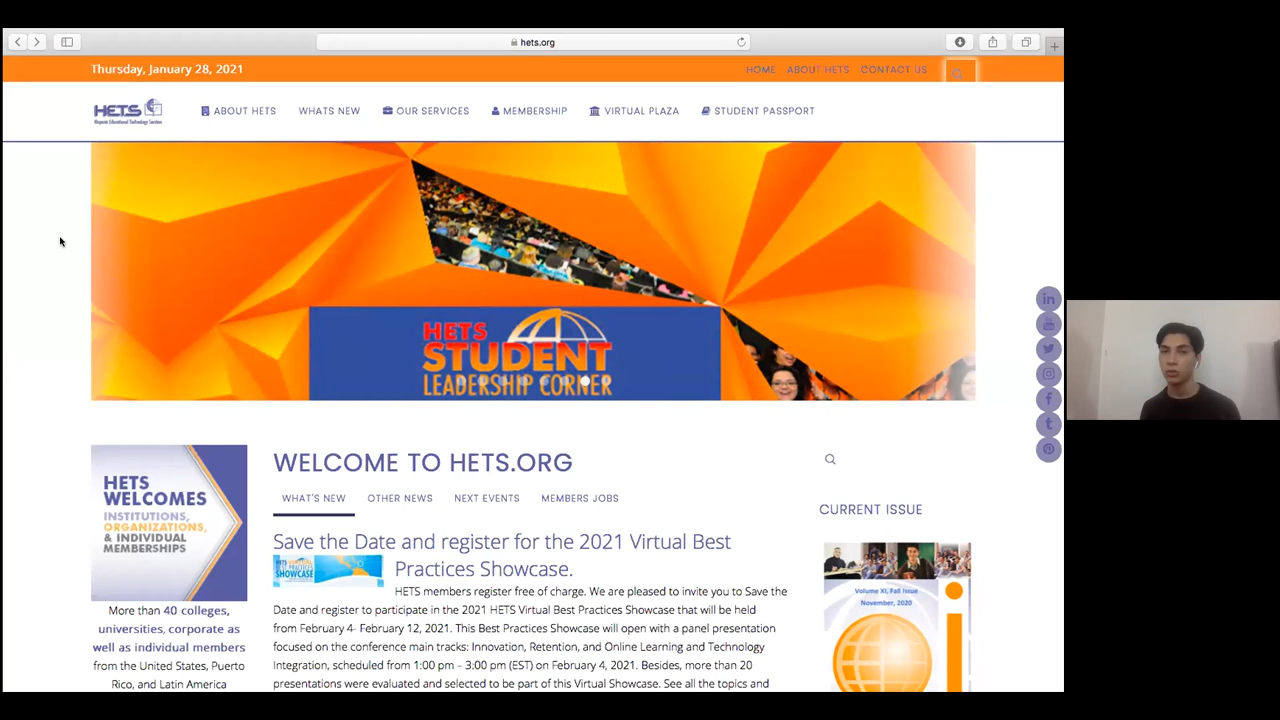 hets.org
Thursday, January 28, 2021
HOME ABOUT HETS CONTACT US
HETS
Hispanic Educational Technology Services
ABOUT HETS WHATS NEW OUR SERVICES MEMBERSHIP VIRTUAL PLAZA STUDENT PASSPORT
HETS
STUDENT
LEADERSHIP CORNER
HETS
WELCOMES
INSTITUTIONS,
ORGANIZATIONS,
& INDIVIDUAL
MEMBERSHIPS
More than 40 colleges,
universities, corporate as
well as individual members
from the United States, Puerto
Rico, and Latin America
WELCOME TO HETS.ORG
WHAT'S NEW OTHER NEWS NEXT EVENTS MEMBERS JOBS
Save the Date and register for the 2021 Virtual Best
Practices Showcase.
HETS members register free of charge. We are pleased to invite you to Save the
Date and register to participate in the 2021 HETS Virtual Best Practices Showcase that will be held
from February 4- February 12, 2021. This Best Practices Showcase will open with a panel presentation
focused on the conference main tracks: Innovation, Retention, and Online Learning and Technology
Integration, scheduled from 1:00 pm – 3:00 pm (EST) on February 4, 2021. Besides, more than 20
presentations were evaluated and selected to be part of this Virtual Showcase. See all the topics and
CURRENT ISSUE
Volume XI, Fall Issue
November, 2020